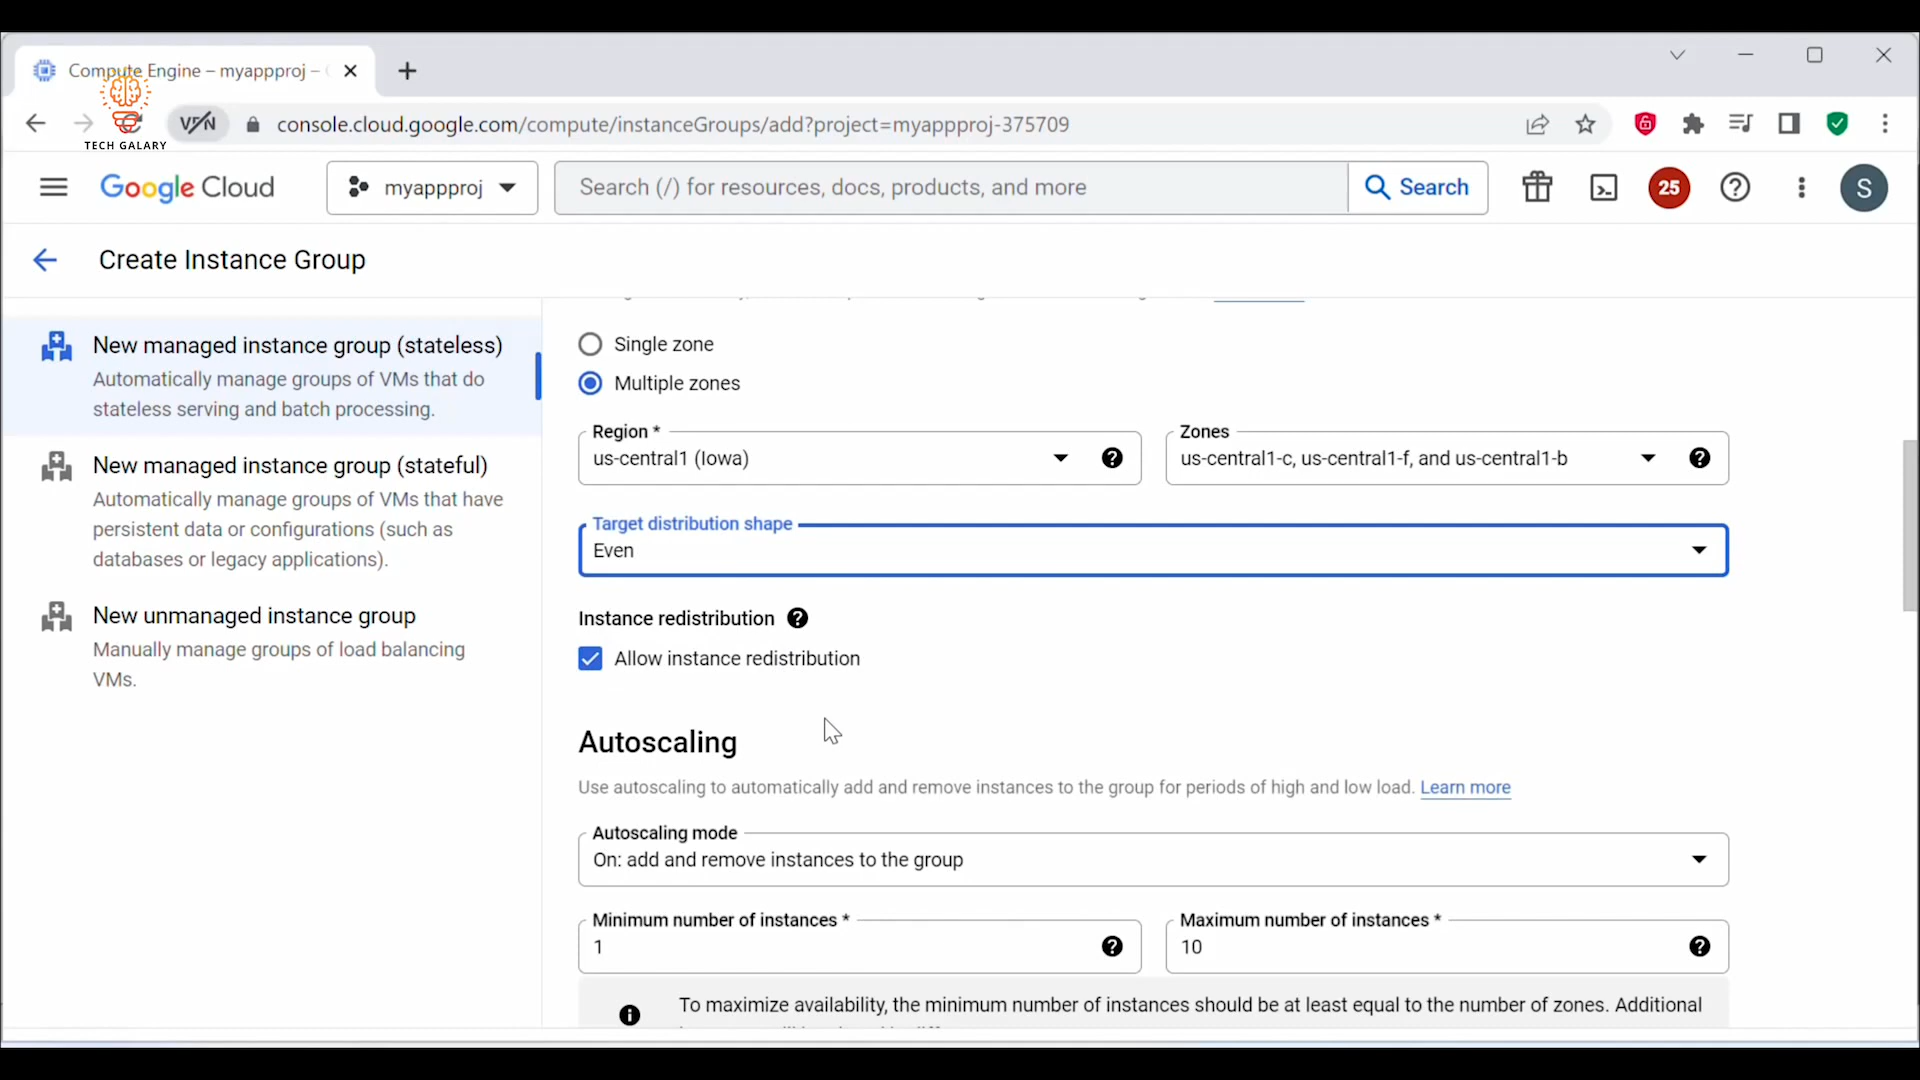 Compute Engine – myappproj –
TECH GALARY
VPN
console.cloud.google.com/compute/instanceGroups/add?project=myappproj-375709
Google Cloud
myappproj
Search (/) for resources, docs, products, and more
Search
25
S
Create Instance Group
New managed instance group (stateless)
Automatically manage groups of VMs that do
stateless serving and batch processing.
New managed instance group (stateful)
Automatically manage groups of VMs that have
persistent data or configurations (such as
databases or legacy applications).
New unmanaged instance group
Manually manage groups of load balancing
VMs.
Single zone
Multiple zones
Region *
us-central1 (Iowa)
Zones
us-central1-c, us-central1-f, and us-central1-b
Target distribution shape
Even
Instance redistribution
Allow instance redistribution
Autoscaling
Use autoscaling to automatically add and remove instances to the group for periods of high and low load. Learn more
Autoscaling mode
On: add and remove instances to the group
Minimum number of instances *
1
Maximum number of instances *
10
To maximize availability, the minimum number of instances should be at least equal to the number of zones. Additional